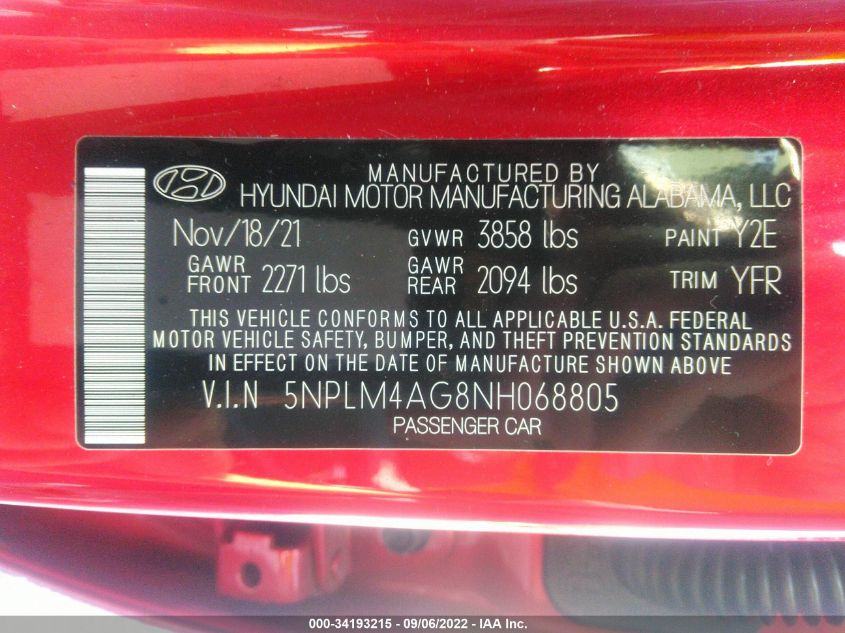 MANUFACTURED BY
HYUNDAI MOTOR MANUFACTURING ALABAMA, LLC
Nov/18/21 GVWR 3858 lbs PAINT Y2E
GAWR FRONT 2271 lbs GAWR REAR 2094 lbs TRIM YFR
THIS VEHICLE CONFORMS TO ALL APPLICABLE U.S.A. FEDERAL
MOTOR VEHICLE SAFETY, BUMPER, AND THEFT PREVENTION STANDARDS
IN EFFECT ON THE DATE OF MANUFACTURE SHOWN ABOVE
V.I.N 5NPLM4AG8NH068805
PASSENGER CAR
000-34193215 - 09/06/2022 - IAA Inc.